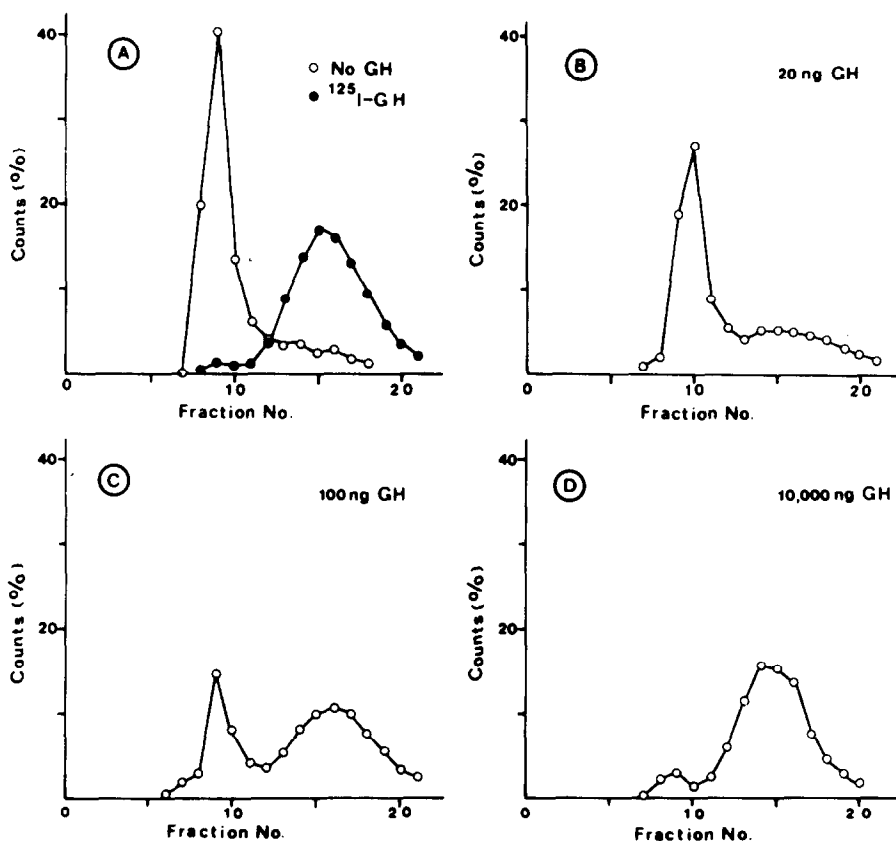 40
A
○ No GH
● ¹²⁵I-GH
20
Counts (%)
0
10
20
Fraction No.
40
B
20 ng GH
20
Counts (%)
0
10
20
Fraction No.
40
C
100 ng GH
20
Counts (%)
0
10
20
Fraction No.
40
D
10,000 ng GH
20
Counts (%)
0
10
20
Fraction No.